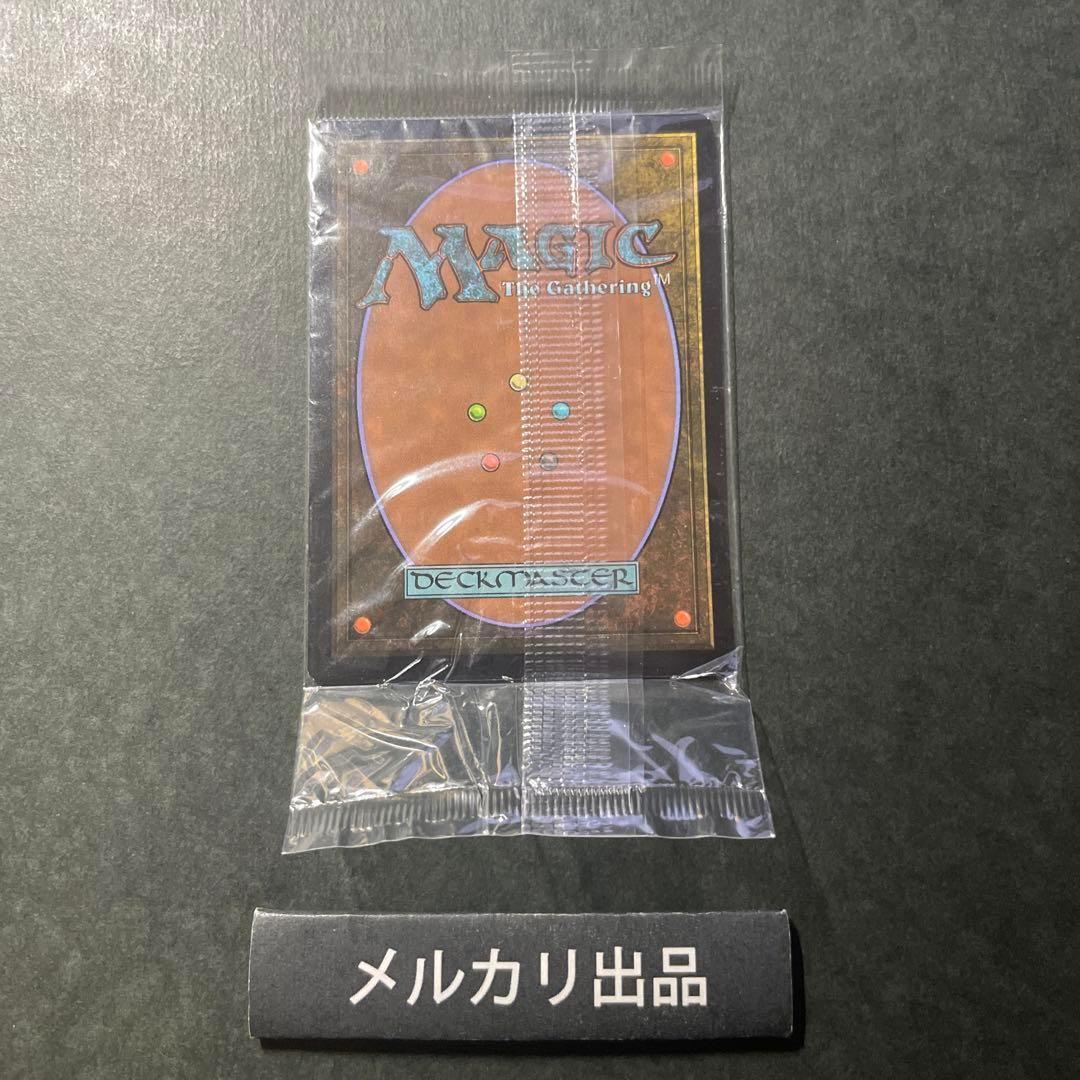 MAGIC
The Gathering™
DECKMASTER
メルカリ出品